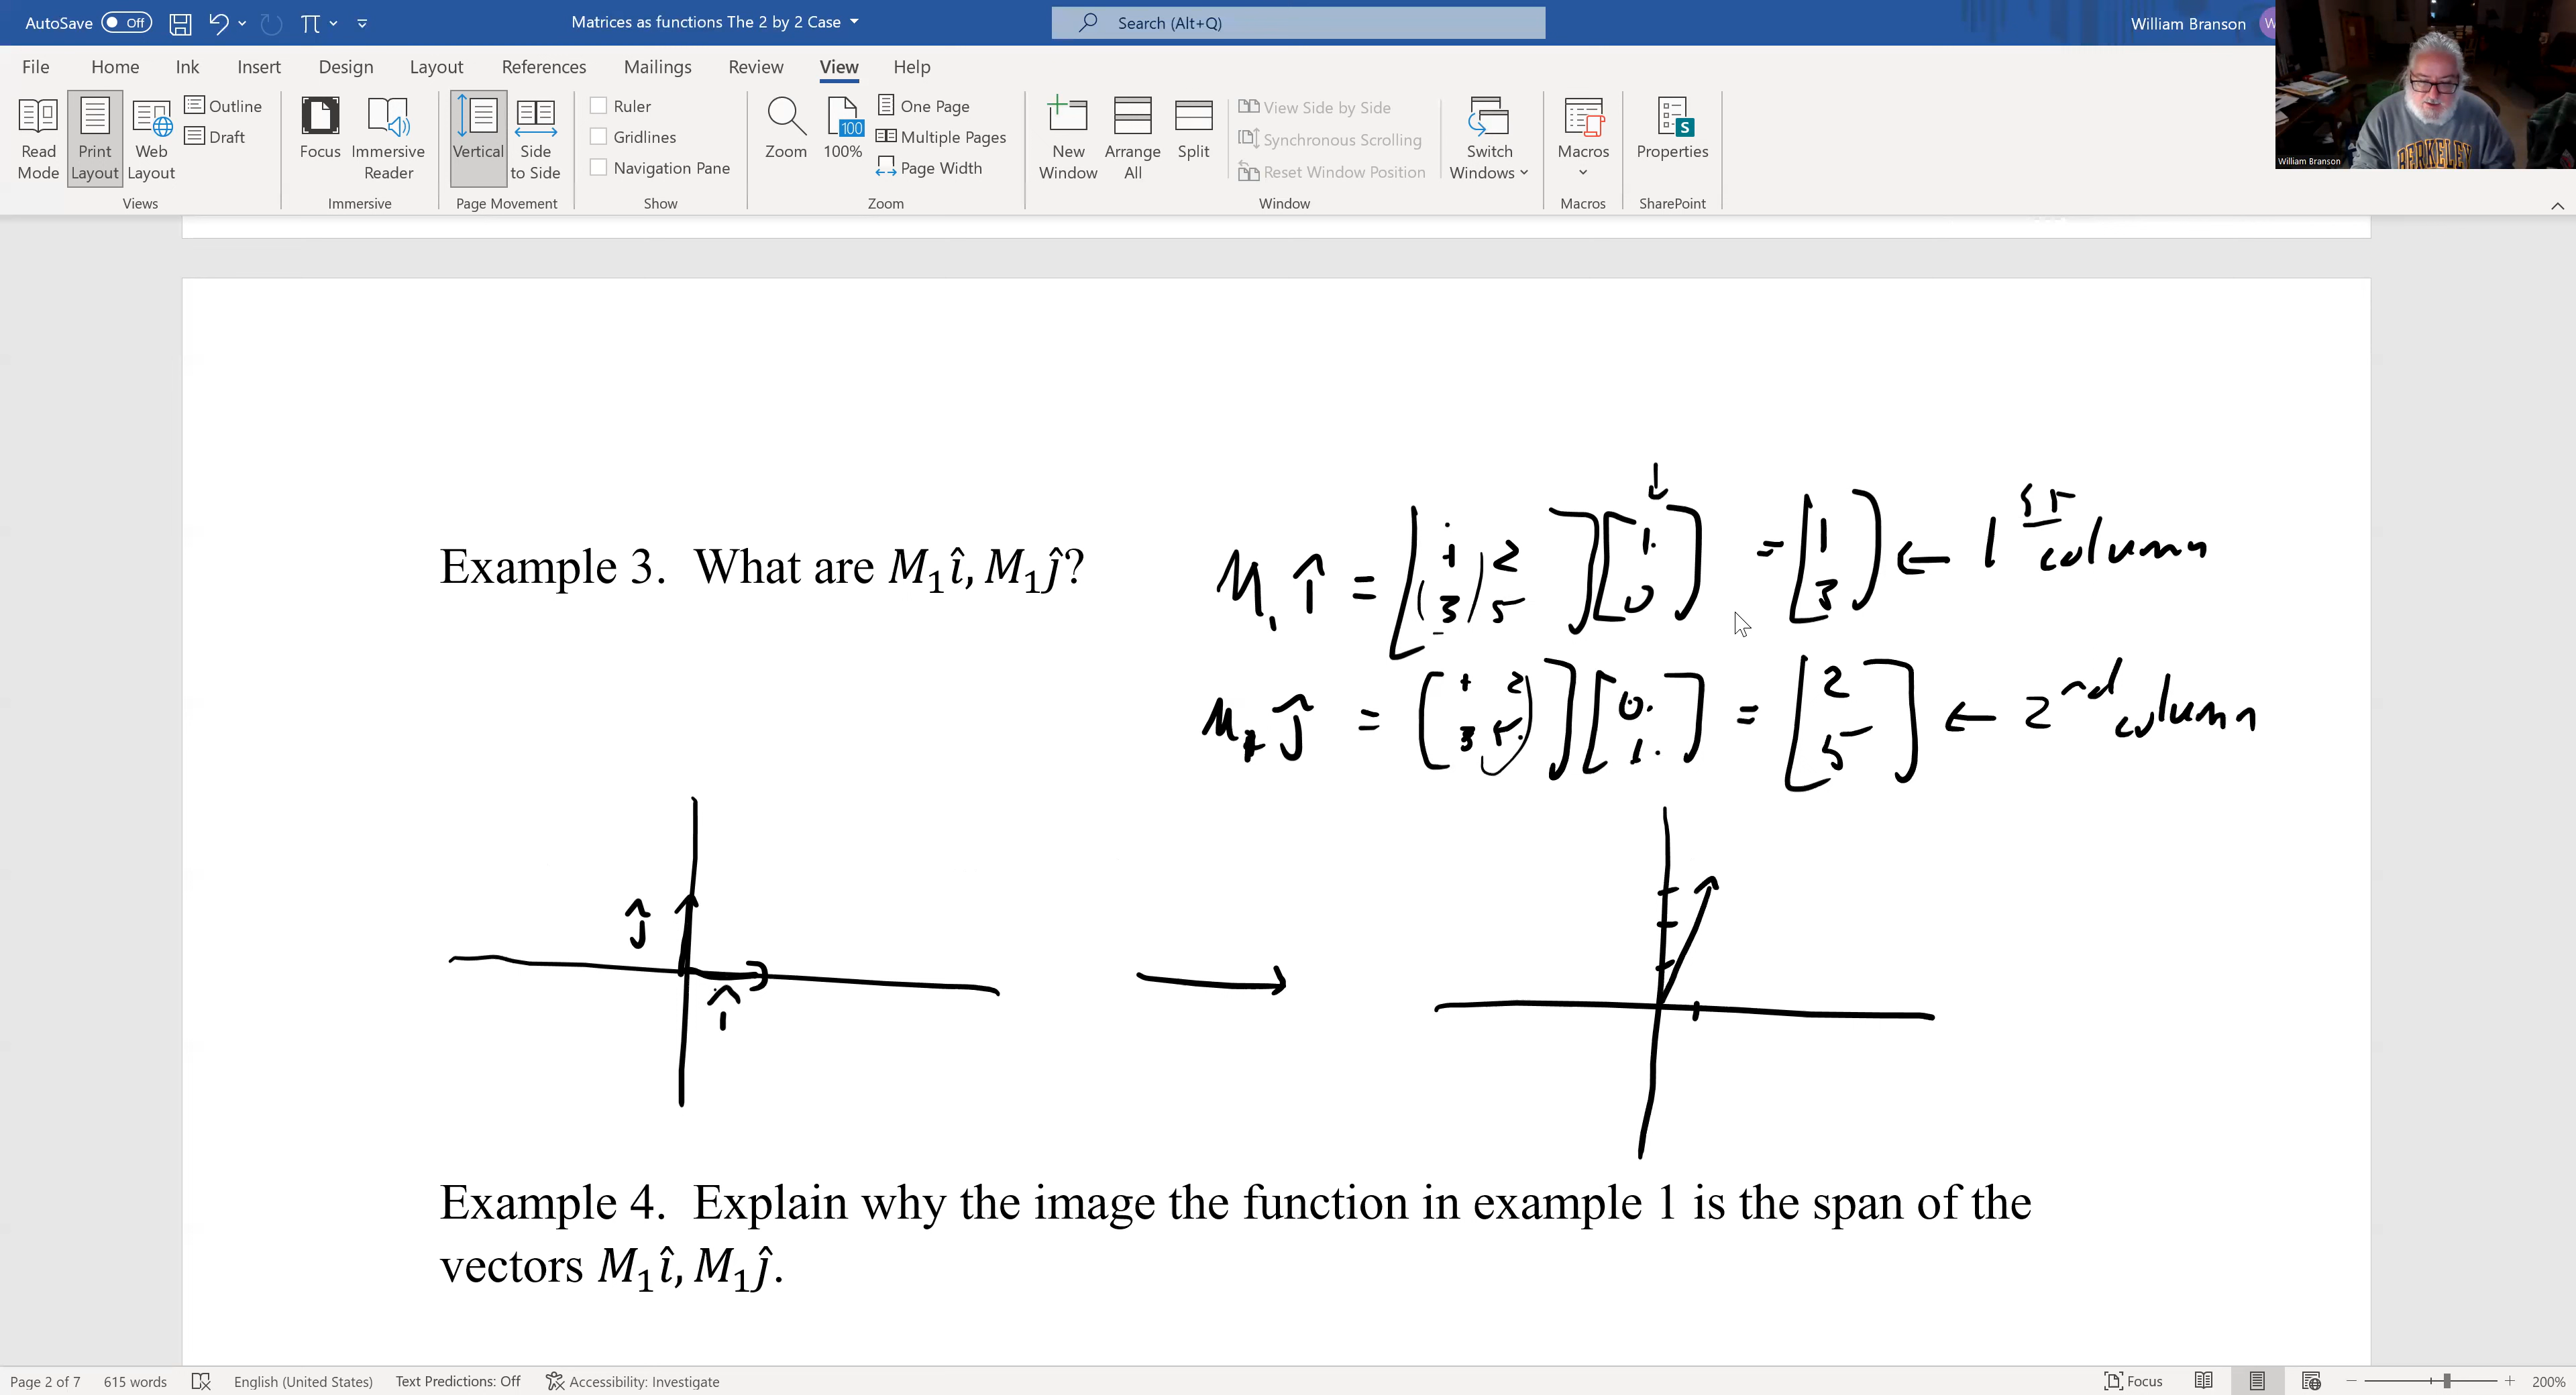 AutoSave Off Matrices as functions The 2 by 2 Case Search (Alt+Q) William Branson W
File Home Ink Insert Design Layout References Mailings Review View Help
Read Mode Print Layout Web Layout Outline Draft Focus Immersive Reader Vertical Side to Side Ruler Gridlines Navigation Pane Zoom 100 100% One Page Multiple Pages Page Width New Window Arrange All Split View Side by Side Synchronous Scrolling Reset Window Position Switch Windows Macros Properties
Views Immersive Page Movement Show Zoom Window Macros SharePoint
BERKELEY
William Branson
Example 3. What are M₁î, M₁ĵ?
M₁ î = [1 2 3 5] [1 0] = [1 3] ← 1st column
M₁ ĵ = [1 2 3 5] [0 1] = [2 5] ← 2nd column
ĵ
î
Example 4. Explain why the image the function in example 1 is the span of the
vectors M₁î, M₁ĵ.
Page 2 of 7 615 words English (United States) Text Predictions: Off Accessibility: Investigate Focus 200%